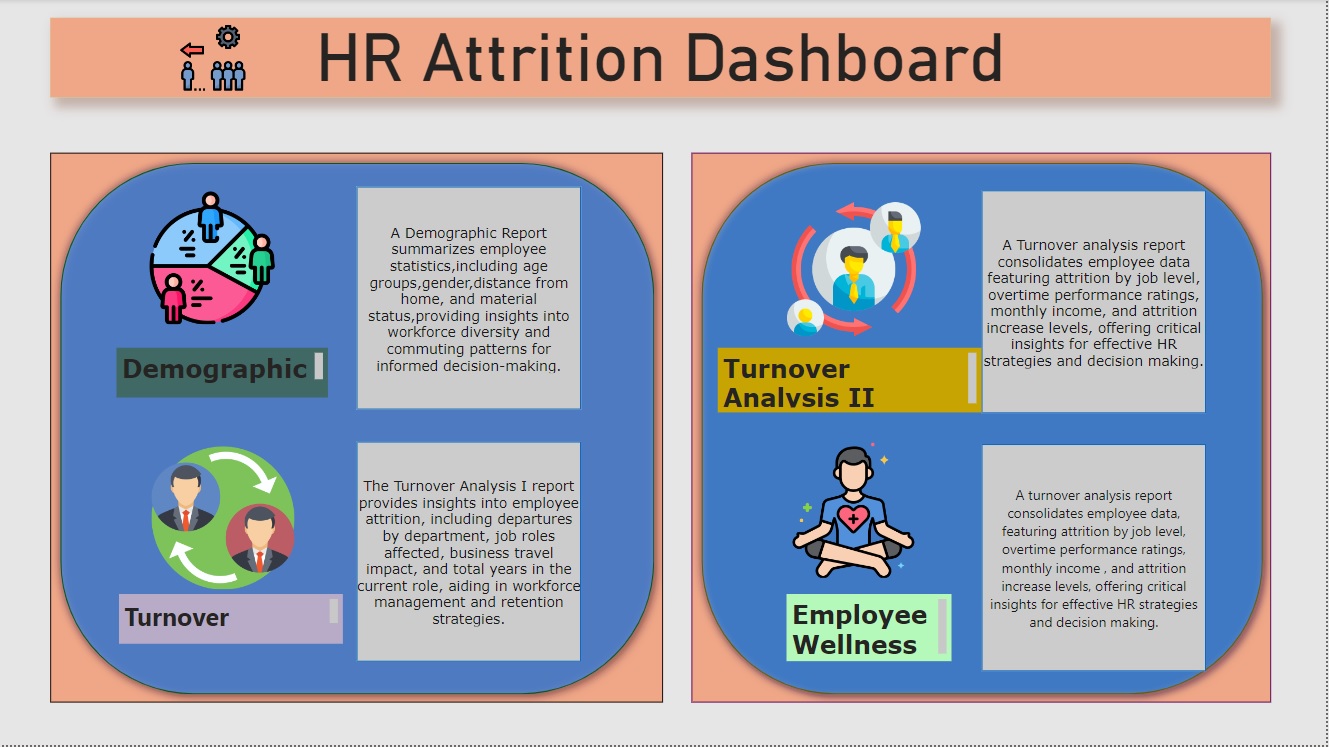 HR Attrition Dashboard
A Demographic Report
summarizes employee
statistics,including age
groups,gender,distance from
home, and material
status,providing insights into
workforce diversity and
commuting patterns for
informed decision-making.
Demographic
The Turnover Analysis I report
provides insights into employee
attrition, including departures
by department, job roles
affected, business travel
impact, and total years in the
current role, aiding in workforce
management and retention
strategies.
Turnover
A Turnover analysis report
consolidates employee data
featuring attrition by job level,
overtime performance ratings,
monthly income, and attrition
increase levels, offering critical
insights for effective HR
strategies and decision making.
Turnover
Analysis II
A turnover analysis report
consolidates employee data,
featuring attrition by job level,
overtime performance ratings,
monthly income , and attrition
increase levels, offering critical
insights for effective HR strategies
and decision making.
Employee
Wellness